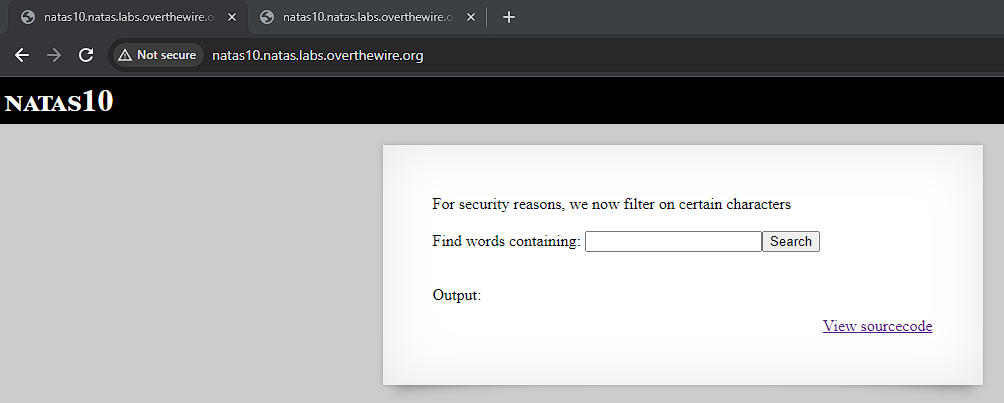 natas10.natas.labs.overthewire.o
natas10.natas.labs.overthewire.o
Not secure
natas10.natas.labs.overthewire.org
NATAS10
For security reasons, we now filter on certain characters
Find words containing: Search
Output:
View sourcecode